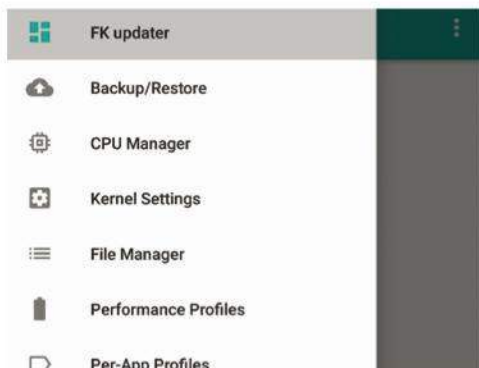 FK updater
Backup/Restore
CPU Manager
Kernel Settings
File Manager
Performance Profiles
Per-App Profiles